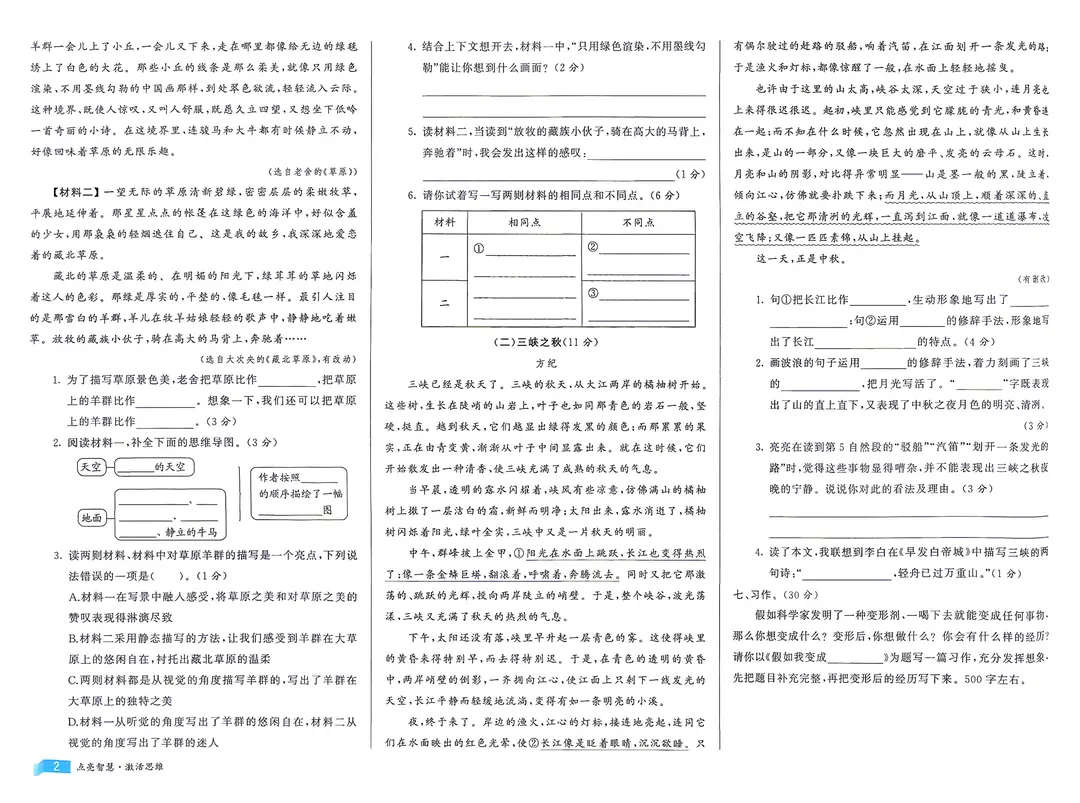 羊群一会儿上了小丘,一会儿又下来,走在哪里都像给无边的绿毯
绣上了白色的大花。那些小丘的线条是那么柔美,就像只用绿色
渲染,不用墨线勾勒的中国画那样,到处翠色欲流,轻轻流入云际。
这种境界、既使人惊叹,又叫人舒服,既愿久立四望,又想坐下低吟
一首奇丽的小诗。在这境界里,连骏马和大牛都有时候静立不动,
好像回味着草原的无限乐趣。
(选自老舍的《草原》)
【材料二】一望无际的草原清新碧绿,密密层层的柔嫩牧草,
平展地延伸着。那星星点点的帐蓬在这绿色的海洋中,好似含羞
的少女,用那袅袅的轻烟遮住自己、这是我的故乡,我深深地爱恋
着的藏北草原。
藏北的草原是温柔的、在明媚的阳光下,绿茸茸的草地闪烁
着这人的色彩。那绿是厚实的,平整的,像毛毯一样。最引人注目
的是那雪白的羊群,羊儿在牧羊姑娘轻轻的歌声中,静静地吃着嫩
草。放牧的藏族小伙子,骑在高大的马背上,奔驰着……
(选自大次央的《藏北草原》,有改动)
1. 为了描写草原景色美,老舍把草原比作________,把草原
上的羊群比作________。想象一下,我们还可以把草原
上的羊群比作________。(3分)
2. 阅读材料一,补全下面的思维导图。(3分)
天空 ________的天空
地面 ________、________
________、________
________、静立的牛马
作者按照________
的顺序描绘了一幅
________图
3. 读两则材料、材料中对草原羊群的描写是一个亮点,下列说
法错误的一项是(  )。(1分)
A.材料一在写景中融入感受,将草原之美和对草原之美的
赞叹表现得淋漓尽致
B.材料二采用静态描写的方法,让我们感受到羊群在大草
原上的悠闲自在,衬托出藏北草原的温柔
C.两则材料都是从视觉的角度描写羊群的,写出了羊群在
大草原上的独特之美
D.材料一从听觉的角度写出了羊群的悠闲自在,材料二从
视觉的角度写出了羊群的迷人
2 点亮智慧·激活思维
4. 结合上下文想开去,材料一中,“只用绿色渲染,不用墨线勾
勒”能让你想到什么画面?(2分)
5. 读材料二,当读到“放牧的藏族小伙子,骑在高大的马背上,
奔驰着”时,我会发出这样的感叹:________
________(1分)
6. 请你试着写一写两则材料的相同点和不同点。(6分)
材料 相同点 不同点
一 ①________ ②________
二 ③________
(二)三峡之秋(11分)
方纪
三峡已经是秋天了。三峡的秋天,从大江两岸的橘柚树开始。
这些树,生长在陡峭的山岩上,叶子也如同那青色的岩石一般,坚
硬,挺直。越到秋天,它们越显出绿得发黑的颜色;而那累累的果
实,正在由青变黄,渐渐从叶子中间显露出来。就在这时候,它们
开始散发出一种清香,使三峡充满了成熟的秋天的气息。
当早晨,透明的露水闪耀着,峡风有些凉意,仿佛满山的橘柚
树上撒了一层洁白的霜,新鲜而明净;太阳出来,露水消逝了,橘柚
树闪烁着阳光,绿叶金实,三峡中又是一片秋天的明丽。
中午,群峰披上金甲,①阳光在水面上跳跃,长江也变得热烈
了;像一条金鳞巨蟒,翻滚着,呼啸着,奔腾流去。同时又把它那激
荡的、跳跃的光辉,投向两岸陡立的峭壁。于是,整个峡谷,波光荡
漾,三峡又充满了秋天的热烈的气息。
下午,太阳还没有落,峡里早升起一层青色的雾。这使得峡里
的黄昏来得特别早,而去得特别迟。于是,在青色的透明的黄昏
中,两岸峭壁的倒影,一齐拥向江心,使江面上只剩下一线发光的
天空,长江平静而轻缓地流淌,变得有如一条明亮的小溪。
夜,终于来了。岸边的渔火,江心的灯标,接连地亮起,连同它
们在水面映出的红色光晕,使②长江像是眨着眼睛,沉沉欲睡。只
有偶尔驶过的赶路的驳船,响着汽笛,在江面划开一条发光的路;
于是渔火和灯标,都像惊醒了一般,在水面上轻轻地摇曳。
也许由于这里的山太高,峡谷太深,天空过于狭小,连月亮也
上来得很迟很迟。起初,峡里只能感觉到它朦胧的青光,和黄昏连
在一起;而不知在什么时候,它忽然出现在山上,就像从山上生长
出来,是山的一部分,又像一块巨大的磨平、发亮的云母石。这时,
月亮和山的阴影,对比得异常明显——山是墨一般的黑,陡立着,
倾向江心,仿佛就要扑跌下来;而月光,从山顶上,顺着深深的、直
立的谷壑,把它那清冽的光辉,一直泻到江面,就像一道道瀑布,凌
空飞降;又像一匹匹素锦,从山上挂起。
这一天,正是中秋。
(有删改)
1. 句①把长江比作________,生动形象地写出了________
________;句②运用________的修辞手法,形象地写
出了长江________的特点。(4分)
2. 画波浪的句子运用________的修辞手法,着力刻画了三峡
的________,把月光写活了。“________”字既表现
出了山的直上直下,又表现了中秋之夜月色的明亮、清冽。
(3分)
3. 亮亮在读到第5自然段的“驳船”“汽笛”“划开一条发光的
路”时,觉得这些事物显得嘈杂,并不能表现出三峡之秋夜
晚的宁静。说说你对此的看法及理由。(3分)
4. 读了本文,我联想到李白在《早发白帝城》中描写三峡的两
句诗:“________,轻舟已过万重山。”(1分)
七、习作。(30分)
假如科学家发明了一种变形剂,一喝下去就能变成任何事物,
那么你想变成什么?变形后,你想做什么?你会有什么样的经历?
请你以《假如我变成________》为题写一篇习作,充分发挥想象,
先把题目补充完整,再把变形后的经历写下来。500字左右。